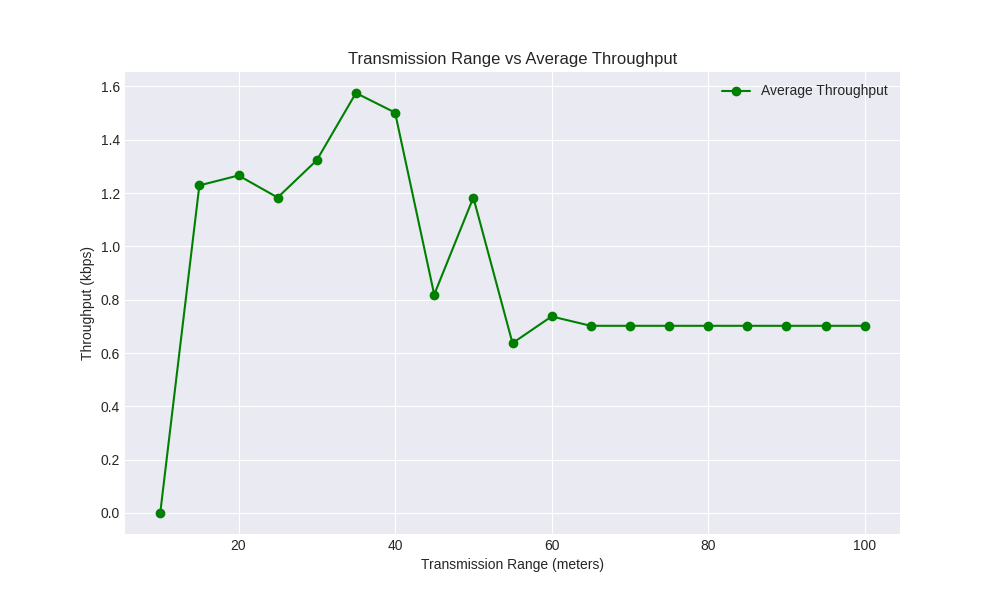 Transmission Range vs Average Throughput
Average Throughput
Throughput (kbps)
1.6
1.4
1.2
1.0
0.8
0.6
0.4
0.2
0.0
20 40 60 80 100
Transmission Range (meters)